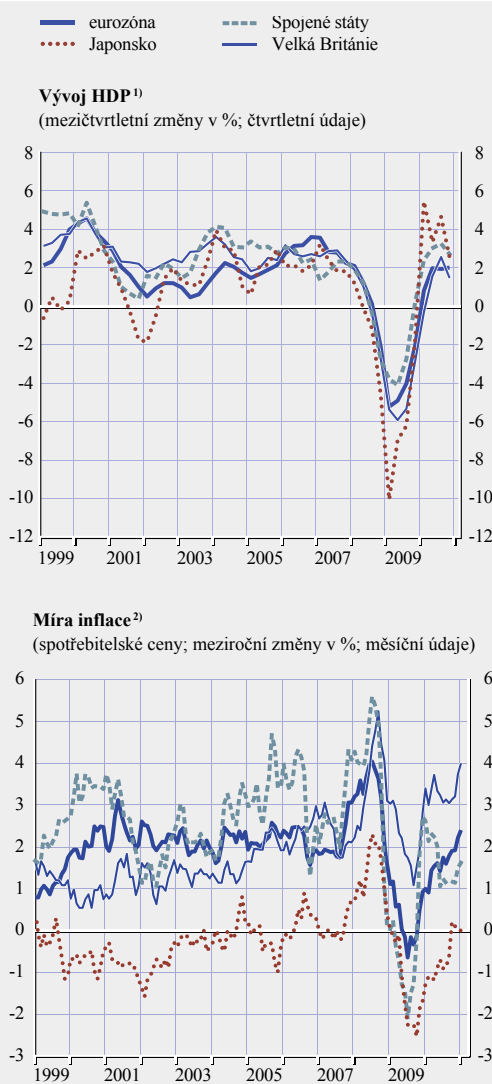 eurozóna Spojené státy
Japonsko Velká Británie
Vývoj HDP 1)
(mezičtvrtletní změny v %; čtvrtletní údaje)
8 8
6 6
4 4
2 2
0 0
-2 -2
-4 -4
-6 -6
-8 -8
-10 -10
-12 -12
1999 2001 2003 2005 2007 2009
Míra inflace 2)
(spotřebitelské ceny; meziroční změny v %; měsíční údaje)
6 6
5 5
4 4
3 3
2 2
1 1
0 0
-1 -1
-2 -2
-3 -3
1999 2001 2003 2005 2007 2009